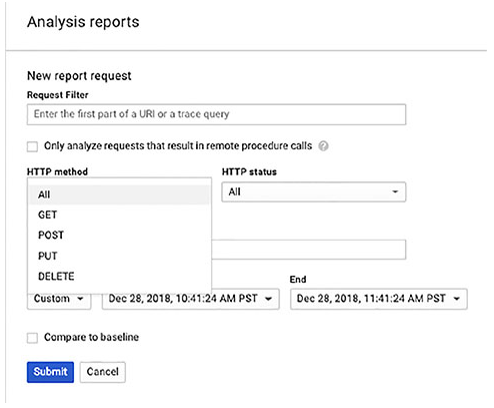 Analysis reports
New report request
Request Filter
Enter the first part of a URI or a trace query
Only analyze requests that result in remote procedure calls ?
HTTP method HTTP status
All All
GET
POST
PUT
DELETE
End
Custom Dec 28, 2018, 10:41:24 AM PST Dec 28, 2018, 11:41:24 AM PST
Compare to baseline
Submit Cancel